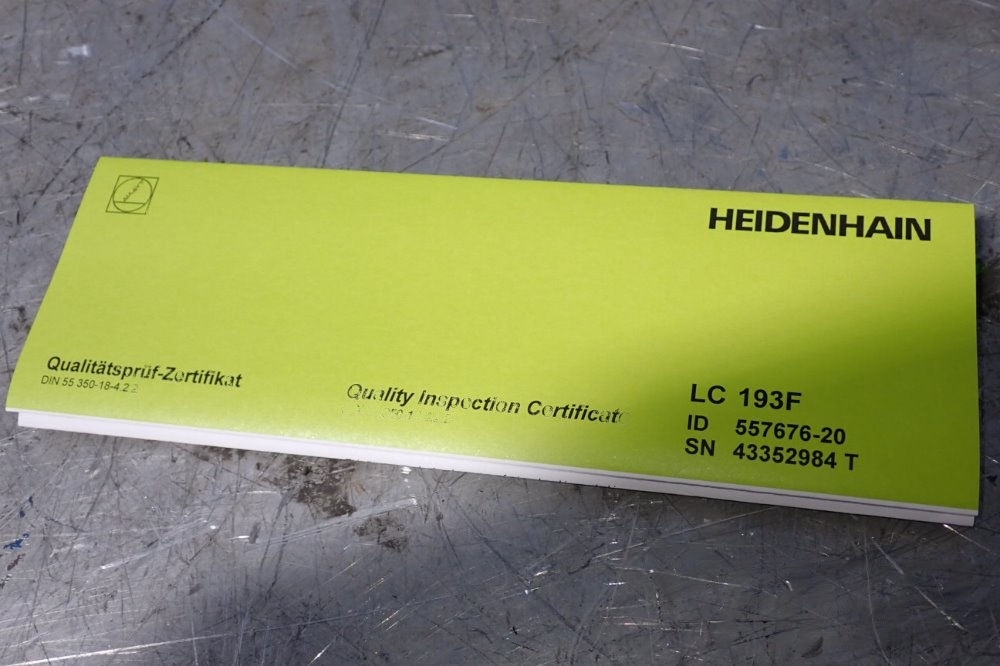 HEIDENHAIN
Qualitätsprüf-Zertifikat
DIN 55 350-18-4.2.2
Quality Inspection Certificate
LC 193F
ID 557676-20
SN 43352984 T